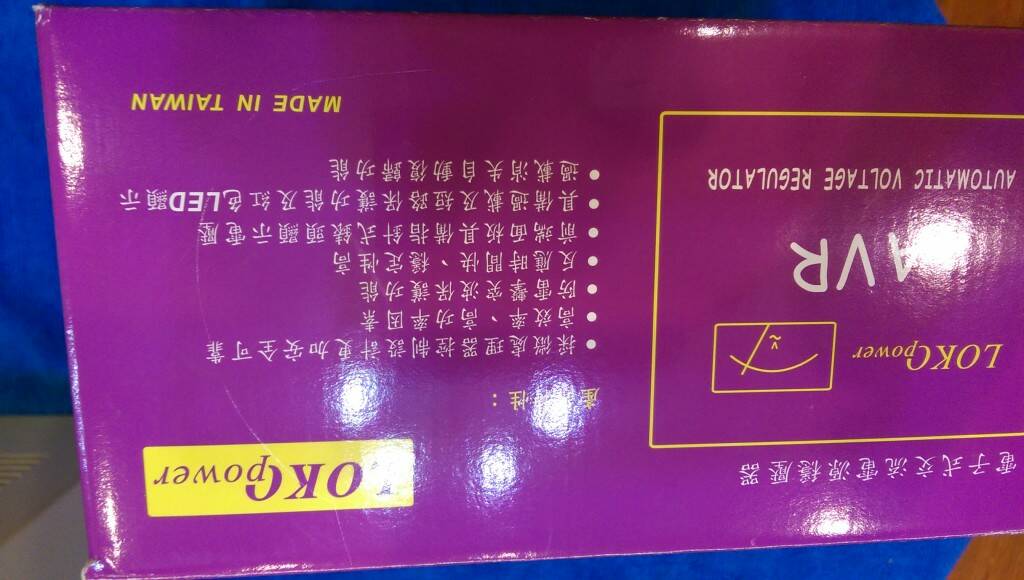 LOKO power
產 性：
採微處理器控制設計更加安全可靠
高效率、高功率因素
防雷擊突波保護功能
反應時間快、穩定性高
前端面板具備指針式錶頭顯示電壓
具備過載及短路保護功能及紅色LED顯示
過載消失自動復歸功能
MADE IN TAIWAN
電子式交流電源穩壓器
LOKO power
V
~
AVR
AUTOMATIC VOLTAGE REGULATOR